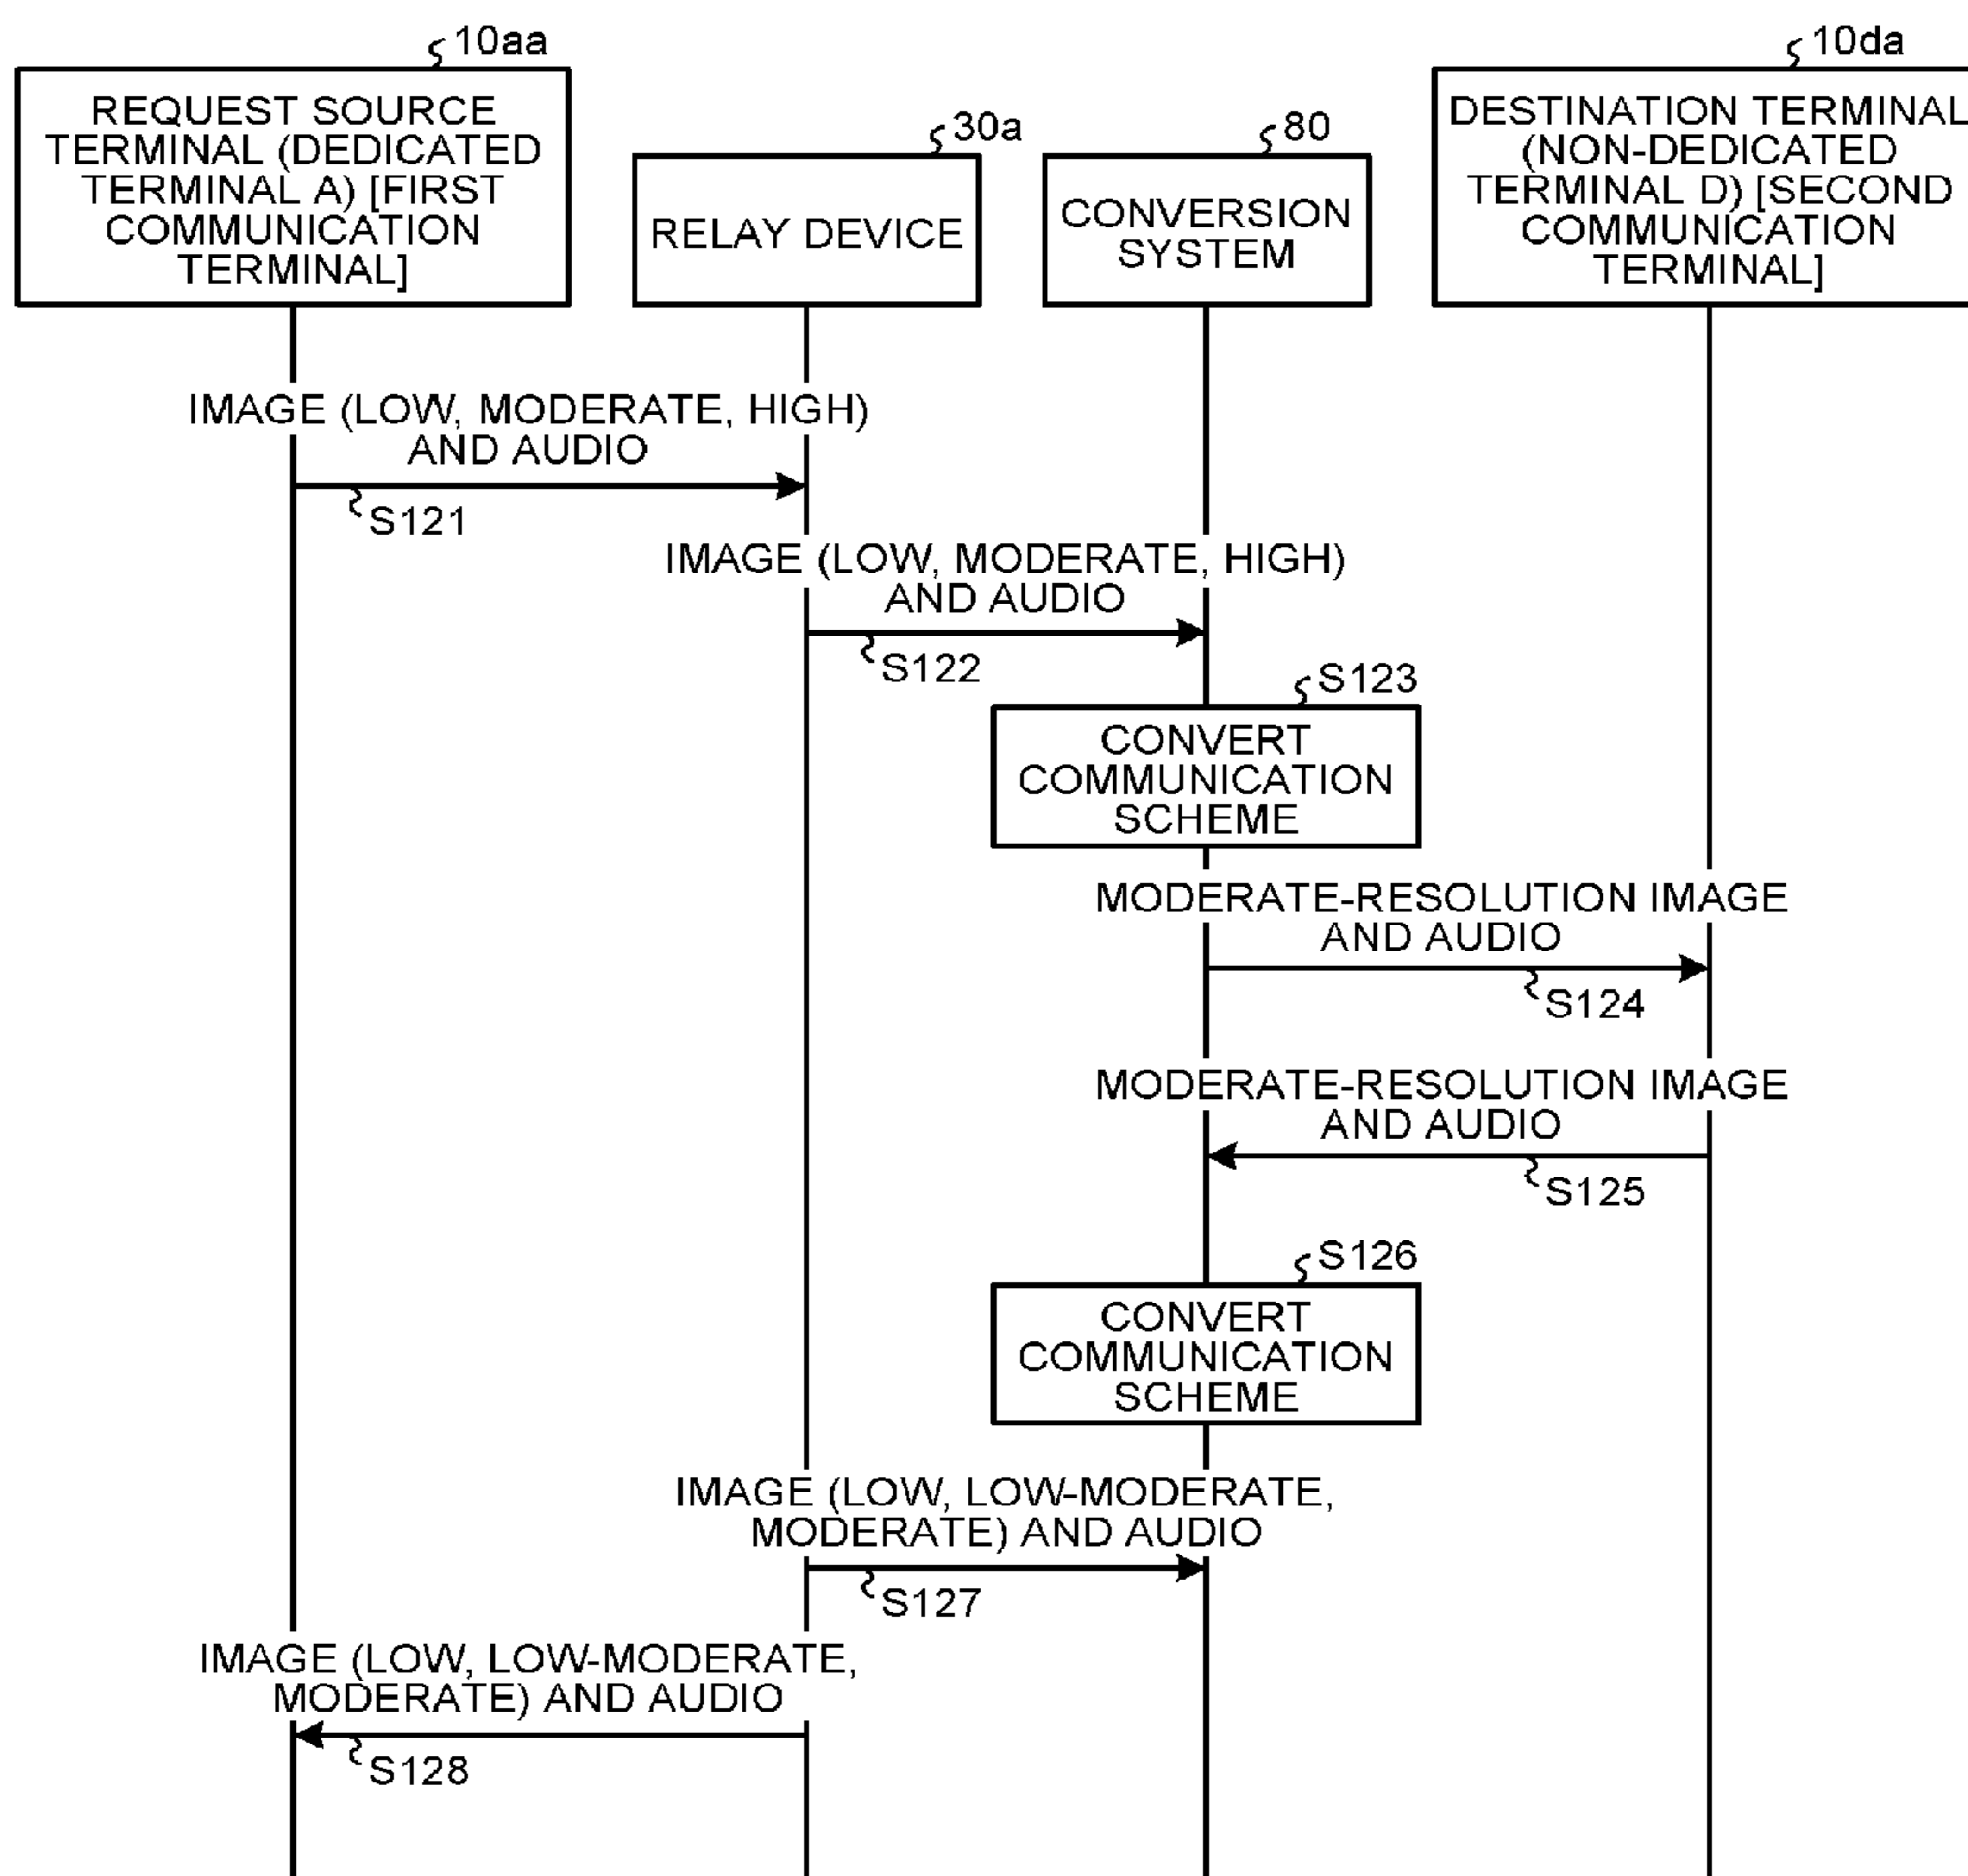 10aa
10da
REQUEST SOURCE
TERMINAL (DEDICATED
TERMINAL A) [FIRST
COMMUNICATION
TERMINAL]
30a
RELAY DEVICE
80
CONVERSION
SYSTEM
DESTINATION TERMINAL
(NON-DEDICATED
TERMINAL D) [SECOND
COMMUNICATION
TERMINAL]
IMAGE (LOW, MODERATE, HIGH)
AND AUDIO
S121
IMAGE (LOW, MODERATE, HIGH)
AND AUDIO
S122
S123
CONVERT
COMMUNICATION
SCHEME
MODERATE-RESOLUTION IMAGE
AND AUDIO
S124
MODERATE-RESOLUTION IMAGE
AND AUDIO
S125
S126
CONVERT
COMMUNICATION
SCHEME
IMAGE (LOW, LOW-MODERATE,
MODERATE) AND AUDIO
S127
IMAGE (LOW, LOW-MODERATE,
MODERATE) AND AUDIO
S128